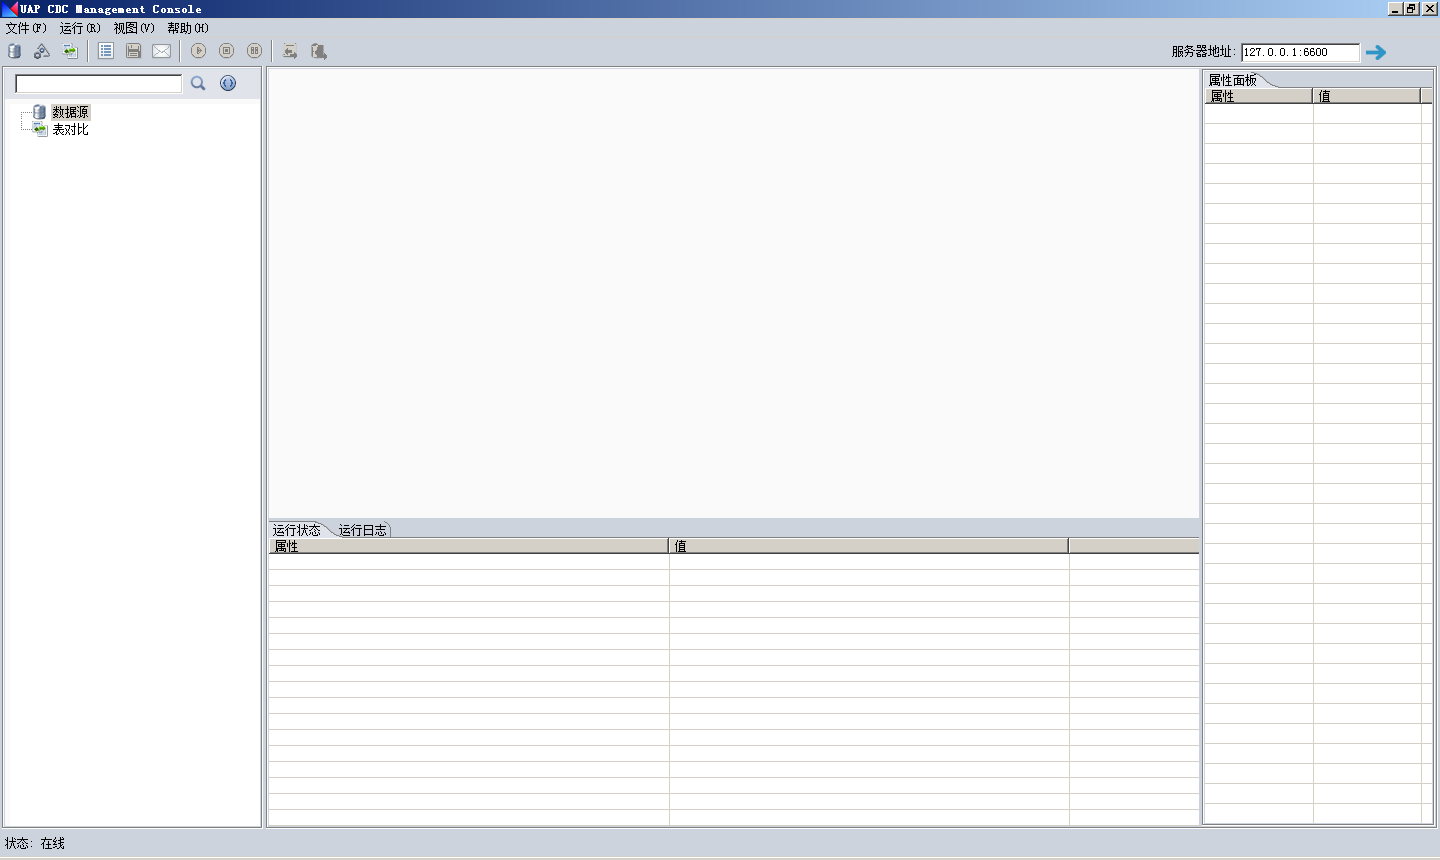 UAP CDC Management Console
文件(F) 运行(R) 视图(V) 帮助(H)
服务器地址: 127.0.0.1:6600
数据源
表对比
属性面板
属性 值
运行状态 运行日志
属性 值
状态: 在线